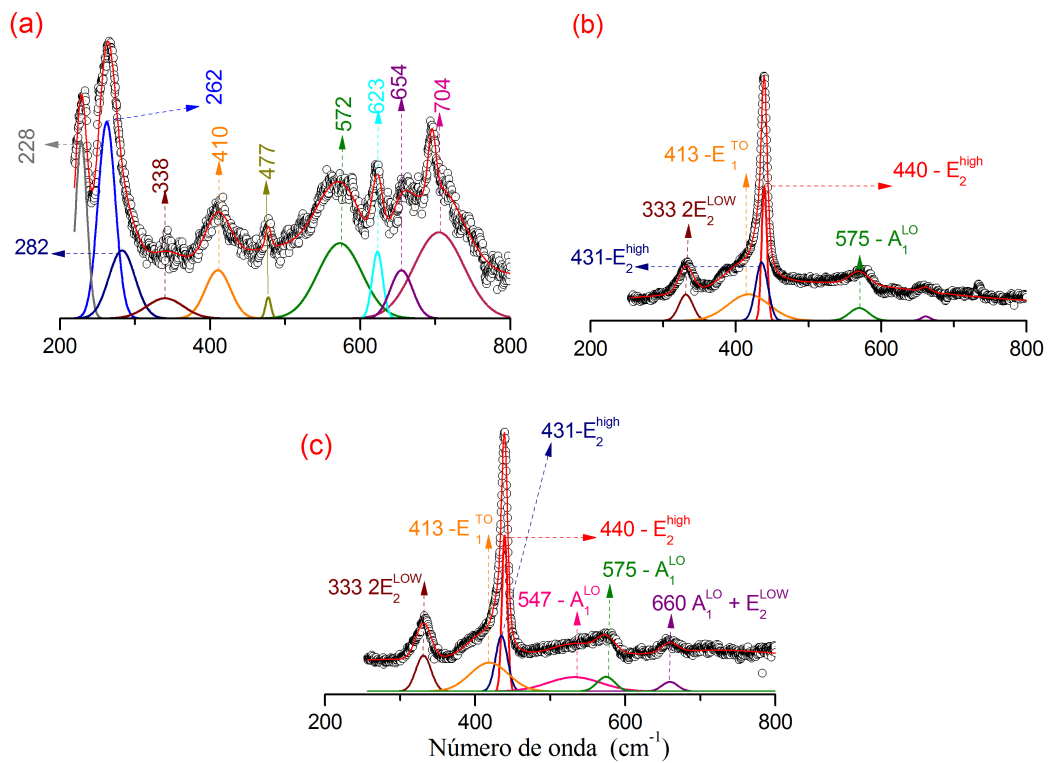 (a)
228
262
282
338
410
477
572
623
654
704
200 400 600 800
(b)
413 -E₁ᵀᴼ
440 - E₂ʰⁱᵍʰ
333 2E₂ᴸᴼᵂ
431-E₂ʰⁱᵍʰ
575 - A₁ᴸᴼ
200 400 600 800
(c)
431-E₂ʰⁱᵍʰ
413 -E₁ᵀᴼ
440 - E₂ʰⁱᵍʰ
333 2E₂ᴸᴼᵂ
547 - A₁ᴸᴼ
575 - A₁ᴸᴼ
660 A₁ᴸᴼ + E₂ᴸᴼᵂ
200 400 600 800
Número de onda (cm⁻¹)